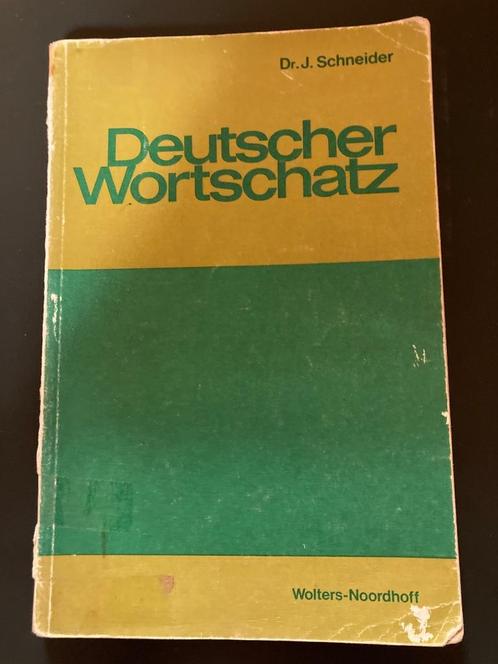 Dr. J. Schneider
Deutscher
Wortschatz
Wolters-Noordhoff